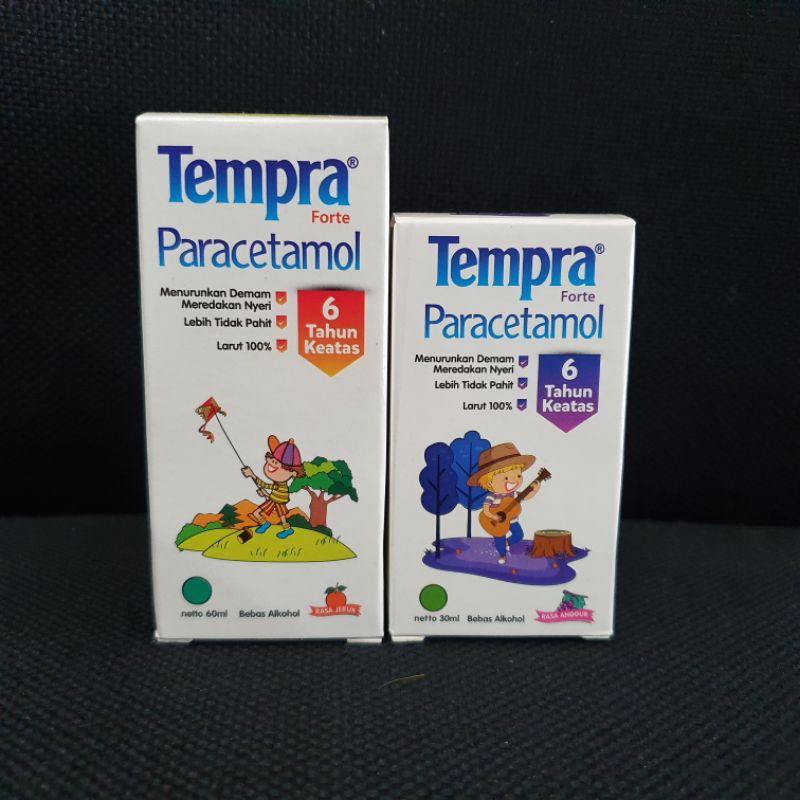 Tempra®
Forte
Paracetamol
Menurunkan Demam
Meredakan Nyeri
Lebih Tidak Pahit
Larut 100%
6
Tahun
Keatas
netto 60ml Bebas Alkohol
RASA JERUK
Tempra®
Forte
Paracetamol
Menurunkan Demam
Meredakan Nyeri
Lebih Tidak Pahit
Larut 100%
6
Tahun
Keatas
netto 30ml Bebas Alkohol
RASA ANGGUR